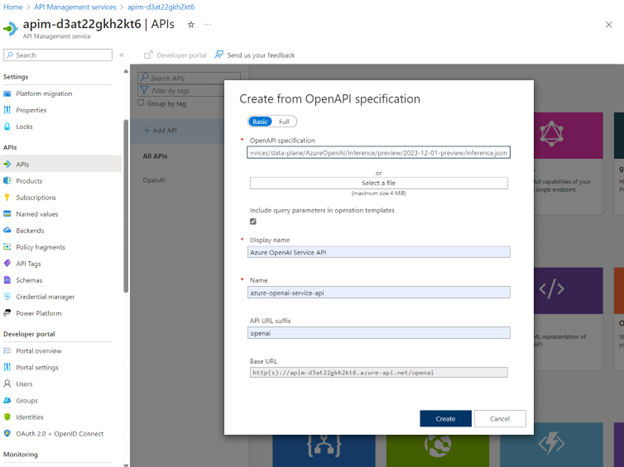 Home > API Management services > apim-d3at22gkh2kt6
apim-d3at22gkh2kt6 | APIs
API Management service
Search
Developer portal
Send us your feedback
Settings
Platform migration
Properties
Locks
APIs
APIs
Products
Subscriptions
Named values
Backends
Policy fragments
API Tags
Schemas
Credential manager
Power Platform
Developer portal
Portal overview
Portal settings
Users
Groups
Identities
OAuth 2.0 + OpenID Connect
Monitoring
Search APIs
Filter by tags
Group by tag
+ Add API
All APIs
OpenAI
Create from OpenAPI specification
Basic Full
* OpenAPI specification
rvices/data-plane/AzureOpenAI/inference/preview/2023-12-01-preview/inference.json
or
Select a file
(maximum size 4 MiB)
Include query parameters in operation templates
* Display name
Azure OpenAI Service API
* Name
azure-openai-service-api
API URL suffix
openai
Base URL
http(s)://apim-d3at22gkh2kt6.azure-api.net/openai
Create Cancel
full capabilities of your
single endpoint.
ML representation of
API